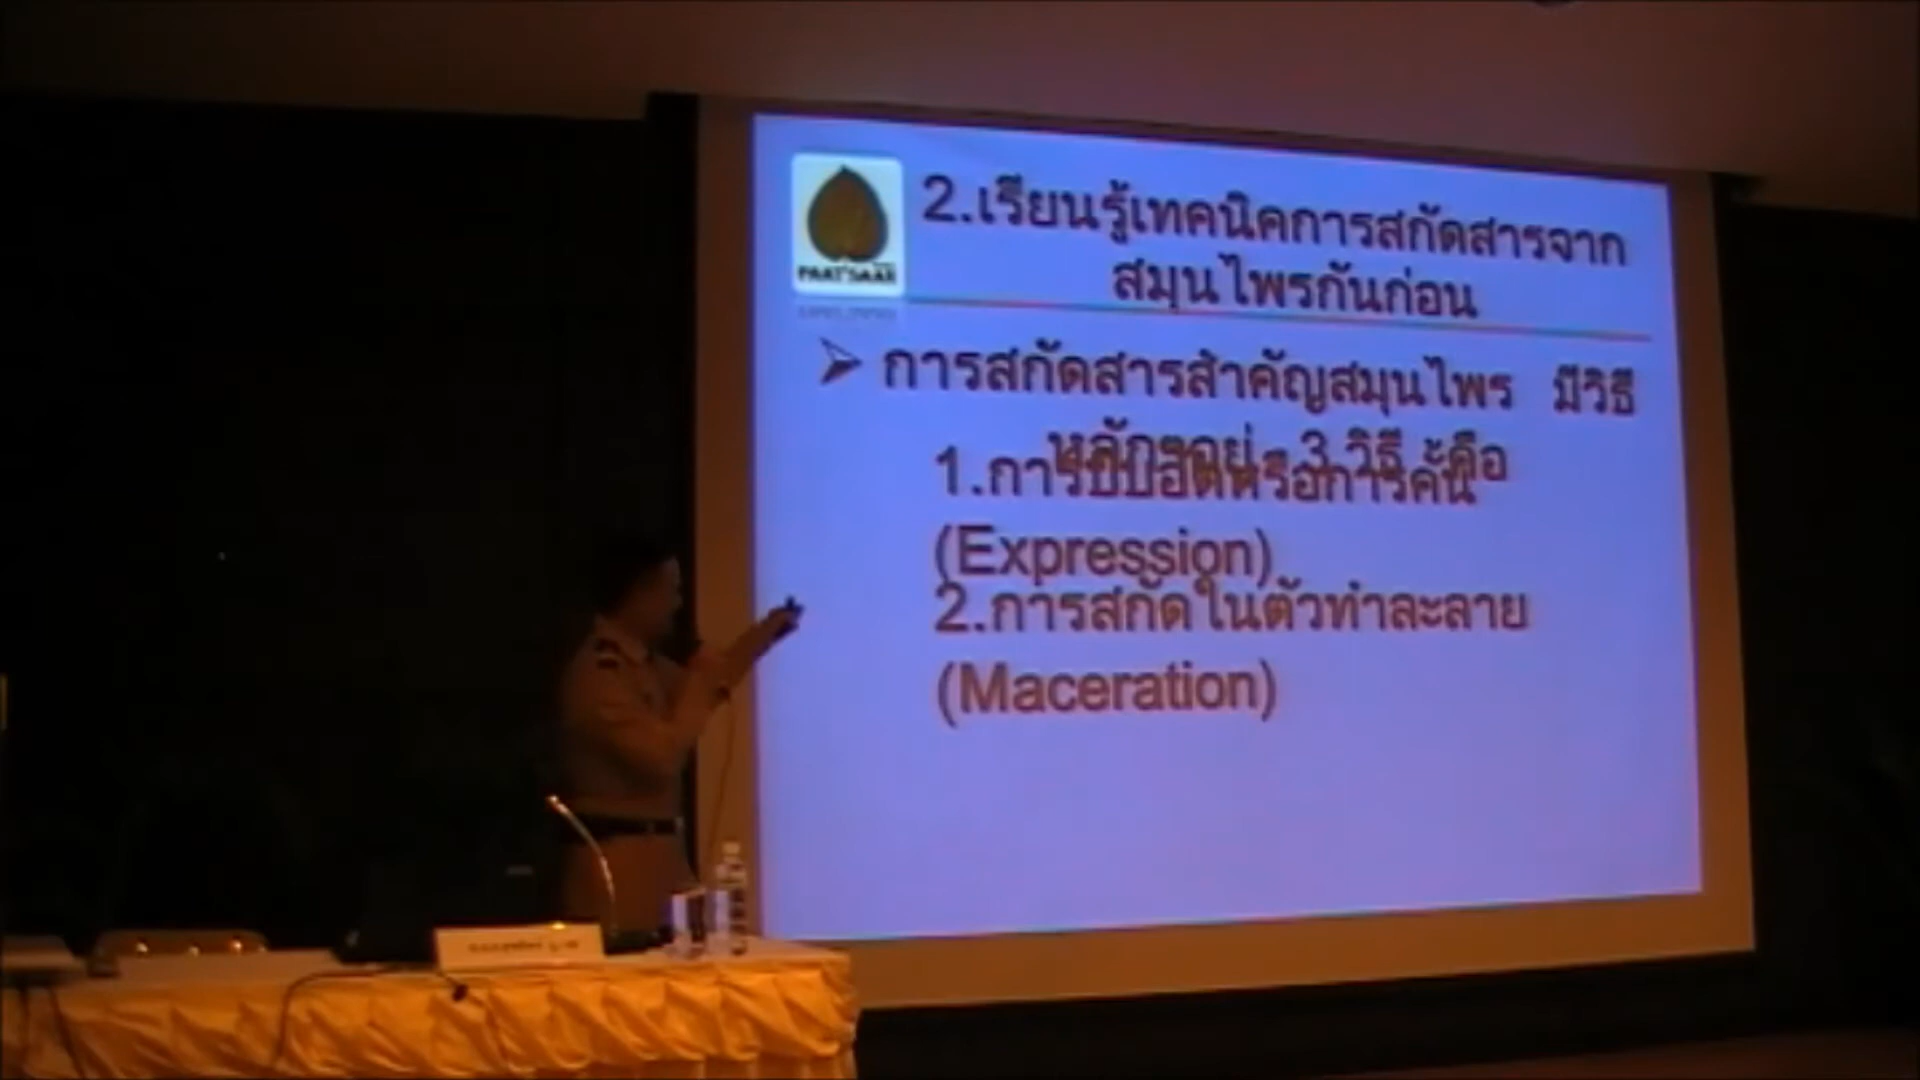 PAAT'SAAR
2.เรียนรู้เทคนิคการสกัดสารจาก
สมุนไพรกันก่อน
การสกัดสารสำคัญสมุนไพร มีวิธี
หลักๆอยู่ 3 วิธี คือ
1.การบีบอัดหรือการคั้น
(Expression)
2.การสกัดในตัวทำละลาย
(Maceration)